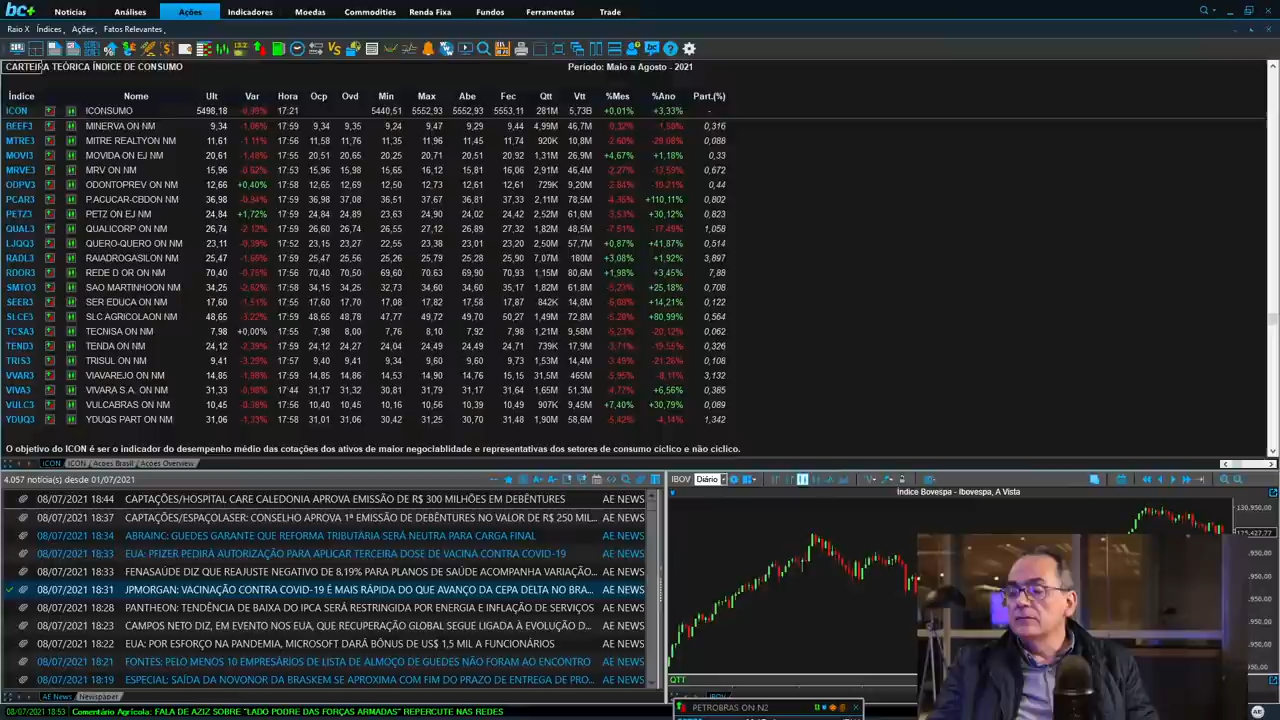 bc+ Notícias Análises Ações Indicadores Moedas Commodities Renda Fixa Fundos Ferramentas Trade
Raio X Índices Ações Fatos Relevantes
CARTEIRA TEÓRICA ÍNDICE DE CONSUMO Periodo: Maio a Agosto - 2021
Índice Nome Ult Var Hora Ocp Ovd Min Max Abe Fec Qtt Vtt %Mes %Ano Part.(%)
ICON ICONSUMO 5498,18 -0,99% 17:21 5440,51 5552,93 5552,93 5553,11 281M 5,73B +0,01% +3,33% -
BEEF3 MINERVA ON NM 9,34 -1,06% 17:59 9,34 9,35 9,24 9,47 9,29 9,44 4,99M 46,7M 0,316
MTRE3 MITRE REALTYON NM 11,61 -1,11% 17:56 11,58 11,76 11,35 11,96 11,45 11,74 920K 10,8M -2,60% 0,088
MOVI3 MOVIDA ON EJ NM 20,61 -1,48% 17:55 20,51 20,65 20,25 20,71 20,51 20,92 1,31M 26,9M +4,67% +1,18% 0,33
MRVE3 MRV ON NM 15,96 -0,62% 17:53 15,96 15,98 15,65 16,12 15,81 16,06 2,91M 46,4M -2,27% -13,59% 0,672
ODPV3 ODONTOPREV ON NM 12,66 +0,40% 17:58 12,65 12,69 12,50 12,73 12,61 12,61 729K 9,20M -2,84% 0,44
PCAR3 P.ACUCAR-CBDON NM 36,98 -0,94% 17:59 36,98 37,08 36,51 37,67 36,81 37,33 2,11M 78,5M +110,11% 0,802
PETZ3 PETZ ON EJ NM 24,84 +1,72% 17:59 24,84 24,89 23,63 24,90 24,02 24,42 2,52M 61,6M -3,53% +30,12% 0,823
QUAL3 QUALICORP ON NM 26,74 -2,12% 17:59 26,60 26,74 26,55 27,12 26,89 27,32 1,82M 48,5M -7,51% -17,49% 1,058
LJQQ3 QUERO-QUERO ON NM 23,11 -0,39% 17:52 23,15 23,27 22,55 23,38 23,01 23,20 2,50M 57,7M +0,87% +41,87% 0,514
RADL3 RAIADROGASILON NM 25,47 17:55 25,47 25,56 25,26 25,79 25,28 25,90 7,07M 180M +3,08% +1,92% 3,897
RDOR3 REDE D OR ON NM 70,40 17:56 70,40 70,50 69,60 70,63 69,90 70,93 1,15M 80,6M +1,98% +3,45% 7,88
SMTO3 SAO MARTINHOON NM 34,25 17:58 34,15 34,25 32,73 34,60 34,00 35,17 1,82M 61,8M -5,23% +25,18% 0,708
SEER3 SER EDUCA ON NM 17,60 -1,51% 17:55 17,60 17,70 17,08 17,82 17,58 17,87 842K 14,8M +14,21% 0,122
SLCE3 SLC AGRICOLAON NM 48,65 -3,22% 17:59 48,65 48,78 47,77 49,92 49,70 50,27 1,49M 72,8M +80,99% 0,564
TCSA3 TECNISA ON NM 7,98 +0,00% 17:55 7,98 8,00 7,76 8,10 7,92 7,98 1,21M 9,58M -5,23% -20,12% 0,062
TEND3 TENDA ON NM 24,12 -2,39% 17:55 24,12 24,27 24,04 24,49 24,49 24,71 739K 17,9M -3,71% 0,326
TRIS3 TRISUL ON NM 9,41 -3,29% 17:57 9,40 9,41 9,34 9,60 9,60 9,73 1,53M 14,4M -3,49% -21,26% 0,108
VVAR3 VIAVAREJO ON NM 14,85 -1,98% 17:59 14,85 14,86 14,53 14,90 14,76 15,15 31,5M 465M -5,95% -8,11% 3,132
VIVA3 VIVARA S.A. ON NM 31,33 -0,98% 17:44 31,17 31,32 30,81 31,79 31,17 31,64 1,65M 51,3M -4,77% +6,56% 0,385
VULC3 VULCABRAS ON NM 10,45 -0,38% 17:55 10,40 10,45 10,16 10,56 10,39 10,49 907K 9,45M +7,40% +30,79% 0,089
YDUQ3 YDUQS PART ON NM 31,06 -1,33% 17:58 31,01 31,06 30,42 31,25 30,70 31,48 1,90M 58,6M -5,42% -4,14% 1,342
O objetivo do ICON é ser o indicador do desempenho médio das cotações dos ativos de maior negociablidade e representativas dos setores de consumo cíclico e não cíclico.
ICON ICON Acoes Brasil Acoes Overview
4.057 notícia(s) desde 01/07/2021
08/07/2021 18:44 CAPTAÇÕES/HOSPITAL CARE CALEDONIA APROVA EMISSÃO DE R$ 300 MILHÕES EM DEBÊNTURES AE NEWS
08/07/2021 18:37 CAPTAÇÕES/ESPAÇOLASER: CONSELHO APROVA 1ª EMISSÃO DE DEBÊNTURES NO VALOR DE R$ 250 MIL... AE NEWS
08/07/2021 18:34 ABRAINC: GUEDES GARANTE QUE REFORMA TRIBUTÁRIA SERÁ NEUTRA PARA CARGA FINAL AE NEWS
08/07/2021 18:33 EUA: PFIZER PEDIRÁ AUTORIZAÇÃO PARA APLICAR TERCEIRA DOSE DE VACINA CONTRA COVID-19 AE NEWS
08/07/2021 18:33 FENASAÚDE DIZ QUE REAJUSTE NEGATIVO DE 8,19% PARA PLANOS DE SAÚDE ACOMPANHA VARIAÇÃO... AE NEWS
08/07/2021 18:31 JPMORGAN: VACINAÇÃO CONTRA COVID-19 É MAIS RÁPIDA DO QUE AVANÇO DA CEPA DELTA NO BRA... AE NEWS
08/07/2021 18:28 PANTHEON: TENDÊNCIA DE BAIXA DO IPCA SERÁ RESTRINGIDA POR ENERGIA E INFLAÇÃO DE SERVIÇOS AE NEWS
08/07/2021 18:23 CAMPOS NETO DIZ, EM EVENTO NOS EUA, QUE RECUPERAÇÃO GLOBAL SEGUE LIGADA À EVOLUÇÃO D... AE NEWS
08/07/2021 18:22 EUA: POR ESFORÇO NA PANDEMIA, MICROSOFT DARÁ BÔNUS DE US$ 1,5 MIL A FUNCIONÁRIOS AE NEWS
08/07/2021 18:21 FONTES: PELO MENOS 10 EMPRESÁRIOS DE LISTA DE ALMOÇO DE GUEDES NÃO FORAM AO ENCONTRO AE NEWS
08/07/2021 18:19 ESPECIAL: SAÍDA DA NOVONOR DA BRASKEM SE APROXIMA COM FIM DO PRAZO DE ENTREGA DE PRO... AE NEWS
AE News Newspaper
IBOV Diário
Índice Bovespa - Ibovespa, A Vista
130.950,00
125.427,77
QTT
IBOV
PETROBRAS ON N2
08/07/2021 18:53 Comentário Agrícola: FALA DE AZIZ SOBRE "LADO PODRE DAS FORÇAS ARMADAS" REPERCUTE NAS REDES